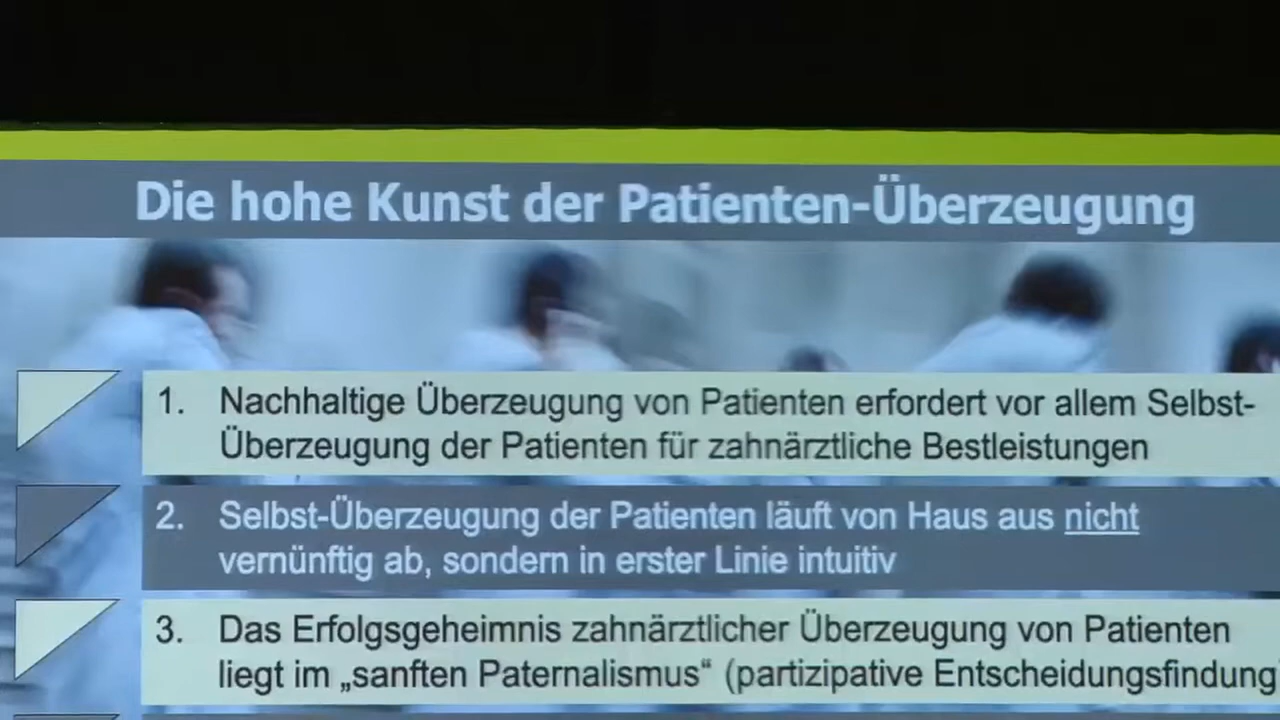 Die hohe Kunst der Patienten-Überzeugung
1. Nachhaltige Überzeugung von Patienten erfordert vor allem Selbst-
Überzeugung der Patienten für zahnärztliche Bestleistungen
2. Selbst-Überzeugung der Patienten läuft von Haus aus nicht
vernünftig ab, sondern in erster Linie intuitiv
3. Das Erfolgsgeheimnis zahnärztlicher Überzeugung von Patienten
liegt im „sanften Paternalismus“ (partizipative Entscheidungsfindung